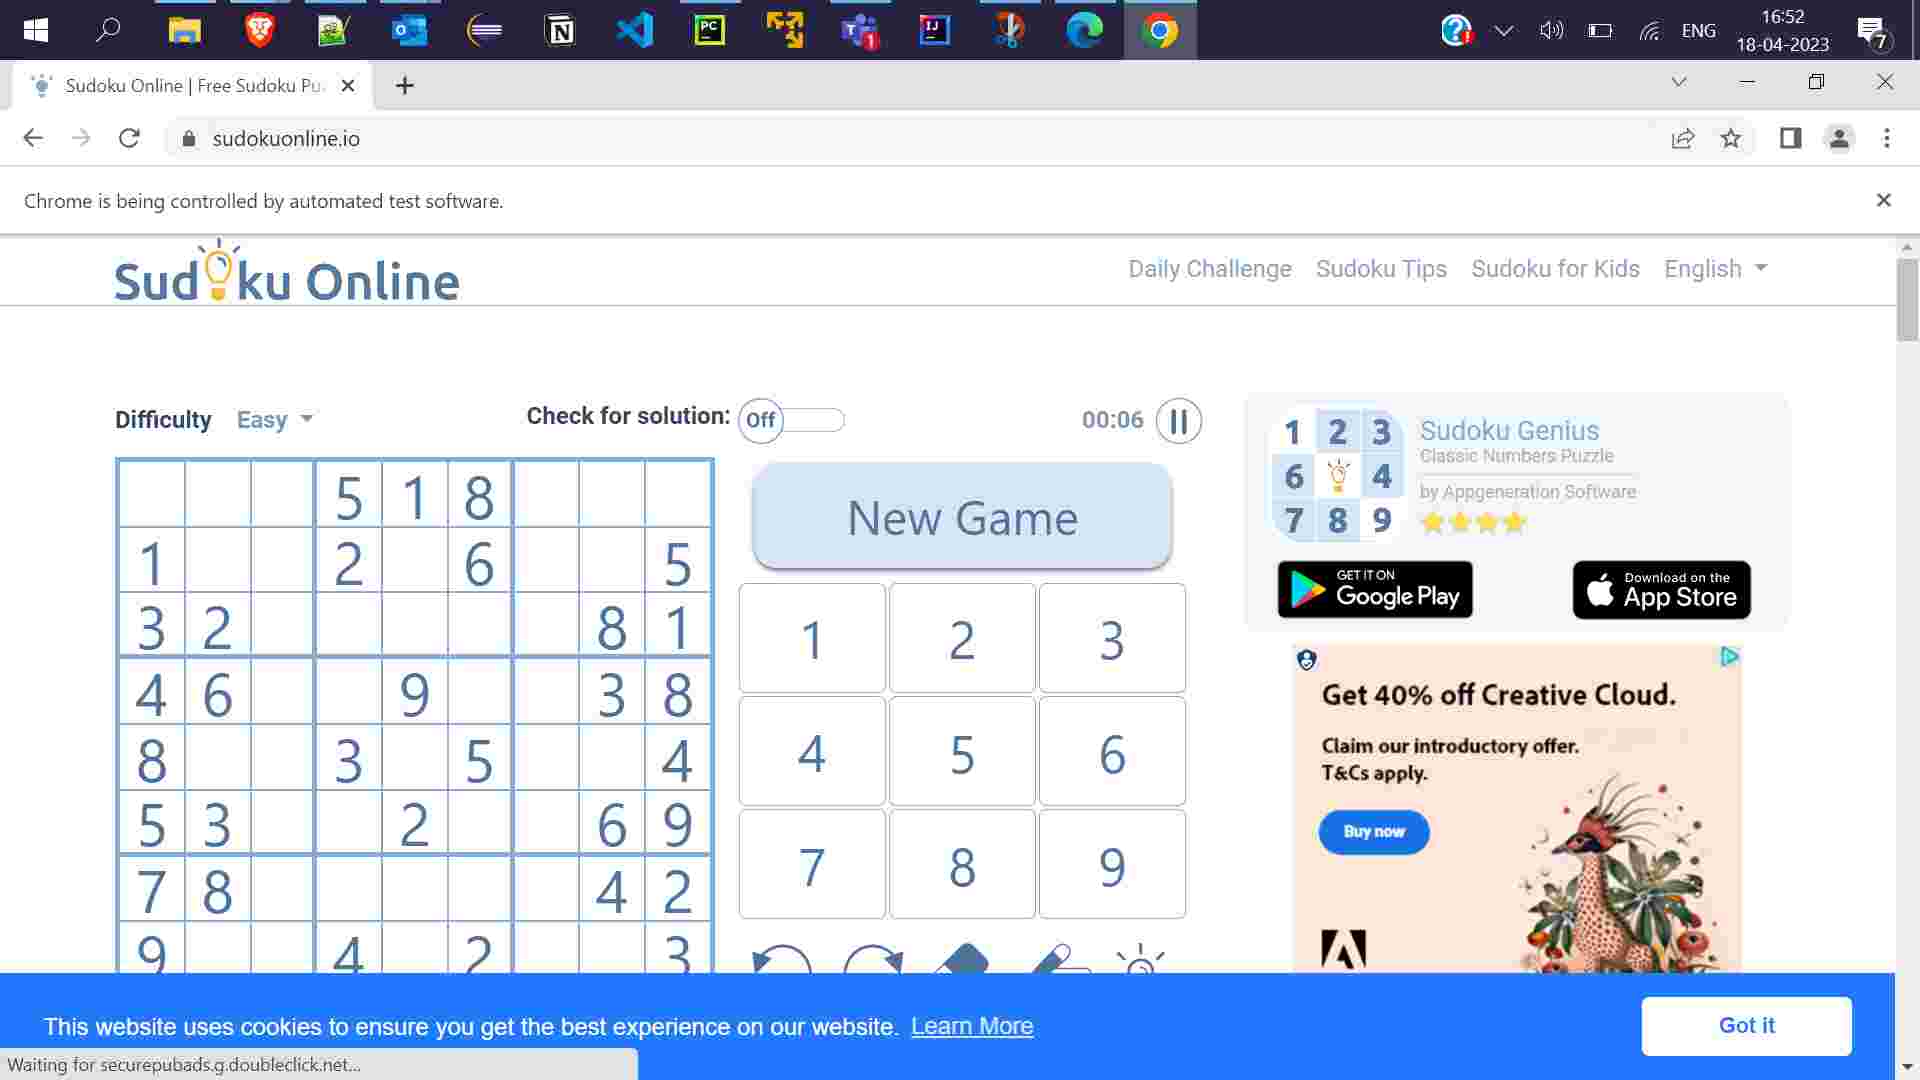 16:52
ENG
18-04-2023
7
Sudoku Online | Free Sudoku Pu
sudokuonline.io
Chrome is being controlled by automated test software.
Sudoku Online
Daily Challenge Sudoku Tips Sudoku for Kids English
Difficulty Easy Check for solution: Off 00:06
5 1 8
1 2 6 5
3 2 8 1
4 6 9 3 8
8 3 5 4
5 3 2 6 9
7 8 4 2
9 4 2 3
New Game
1 2 3
4 5 6
7 8 9
1 2 3
6 4
7 8 9
Sudoku Genius
Classic Numbers Puzzle
by Appgeneration Software
GET IT ON
Google Play
Download on the
App Store
Get 40% off Creative Cloud.
Claim our introductory offer.
T&Cs apply.
Buy now
This website uses cookies to ensure you get the best experience on our website. Learn More
Got it
Waiting for securepubads.g.doubleclick.net...